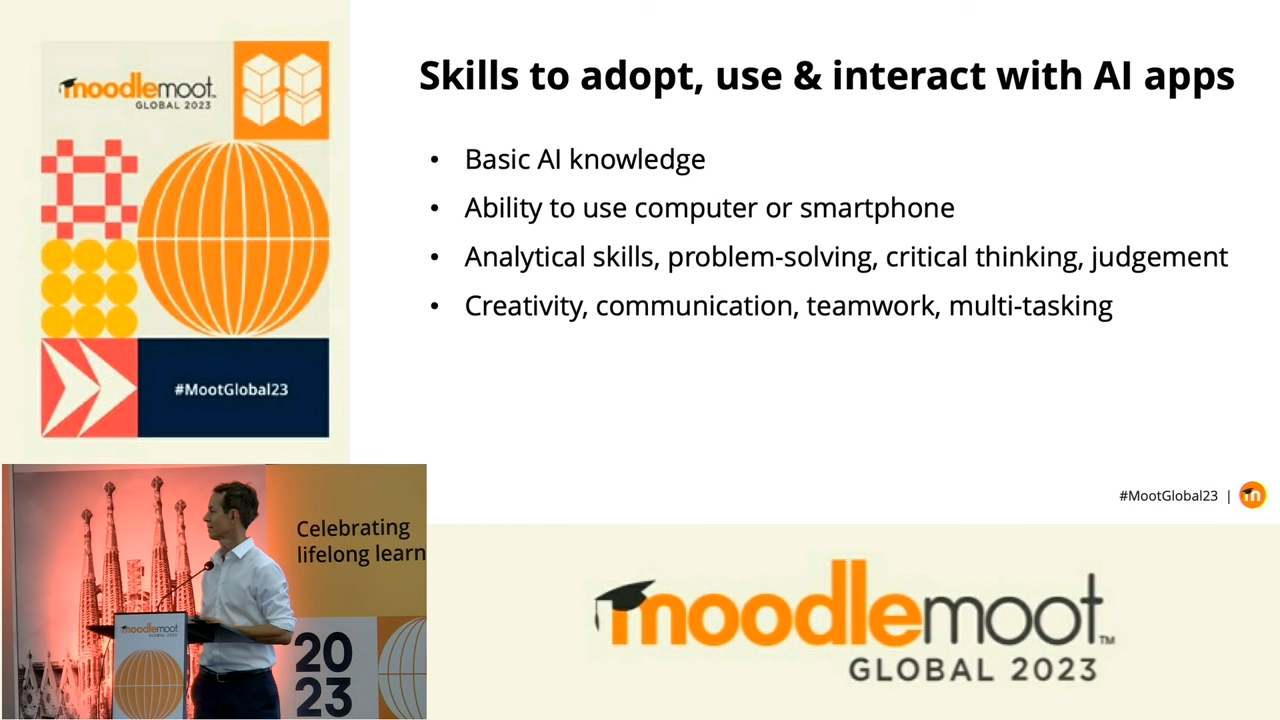 moodlemoot
GLOBAL 2023
#MootGlobal23
Skills to adopt, use & interact with AI apps
• Basic AI knowledge
• Ability to use computer or smartphone
• Analytical skills, problem-solving, critical thinking, judgement
• Creativity, communication, teamwork, multi-tasking
#MootGlobal23 | m
Celebrating
lifelong learn
moodlemoot
GLOBAL 2023
20
23
moodlemoot™
GLOBAL 2023